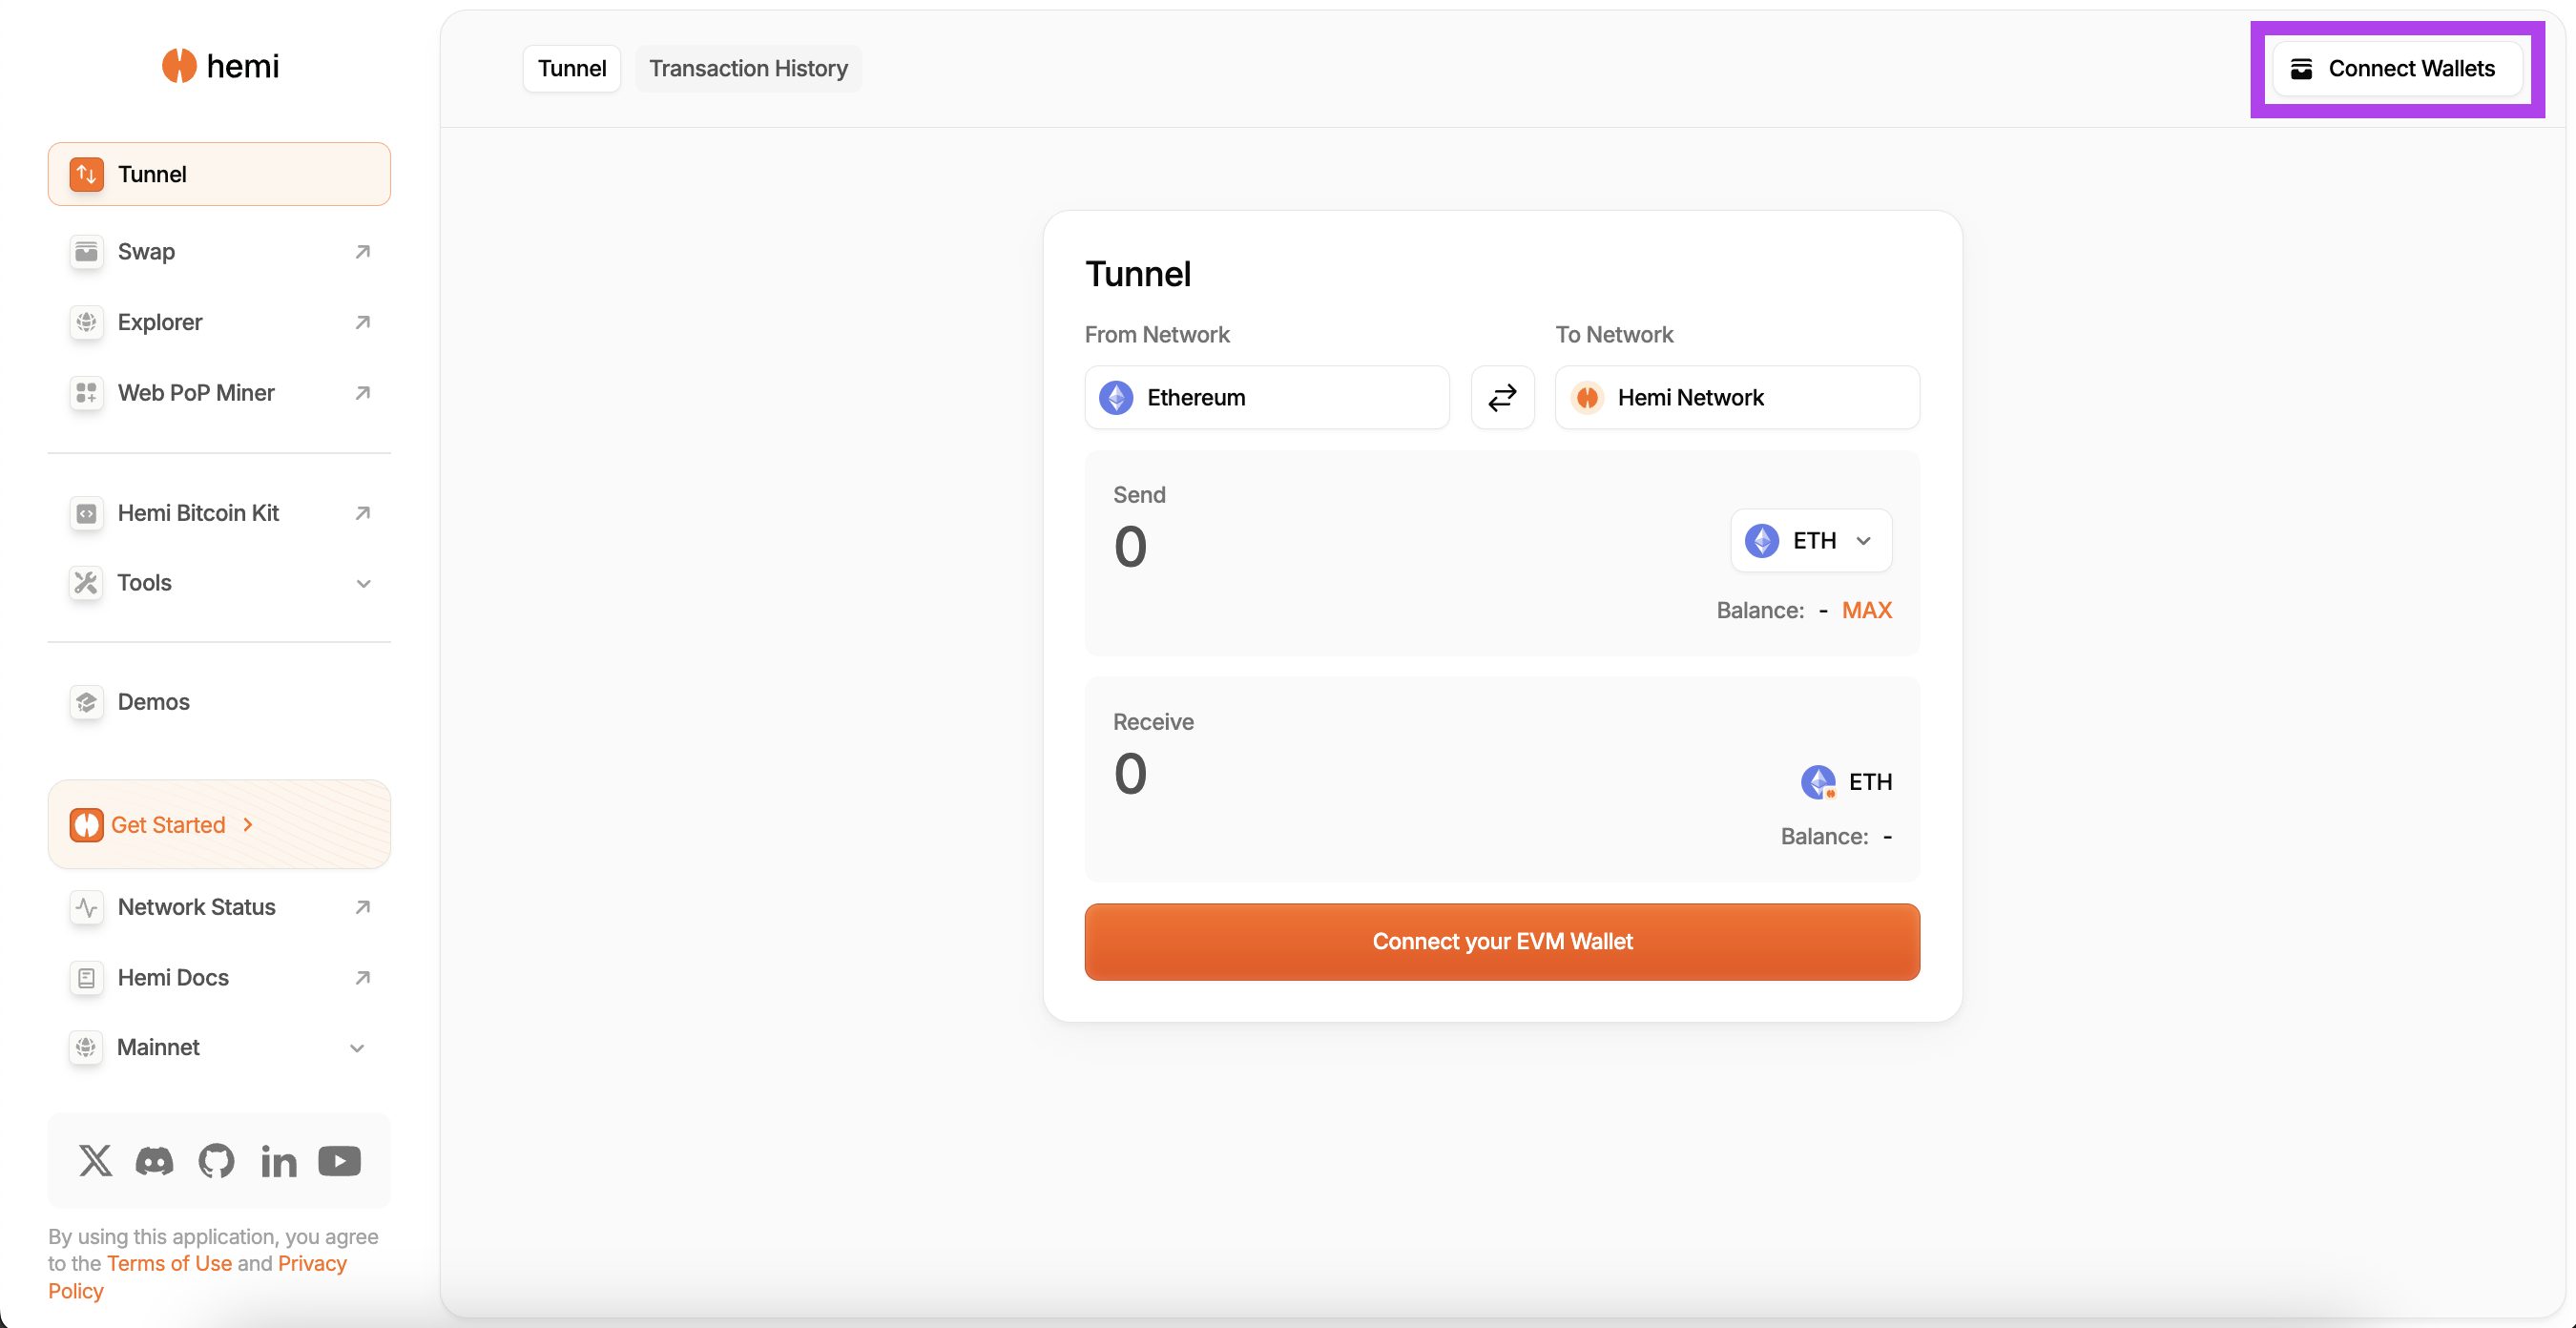 hemi
Tunnel
Swap
Explorer
Web PoP Miner
Hemi Bitcoin Kit
Tools
Demos
Get Started
Network Status
Hemi Docs
Mainnet
By using this application, you agree
to the Terms of Use and Privacy
Policy
Tunnel
Transaction History
Connect Wallets
Tunnel
From Network
To Network
Ethereum
Hemi Network
Send
0
ETH
Balance: - MAX
Receive
0
ETH
Balance: -
Connect your EVM Wallet